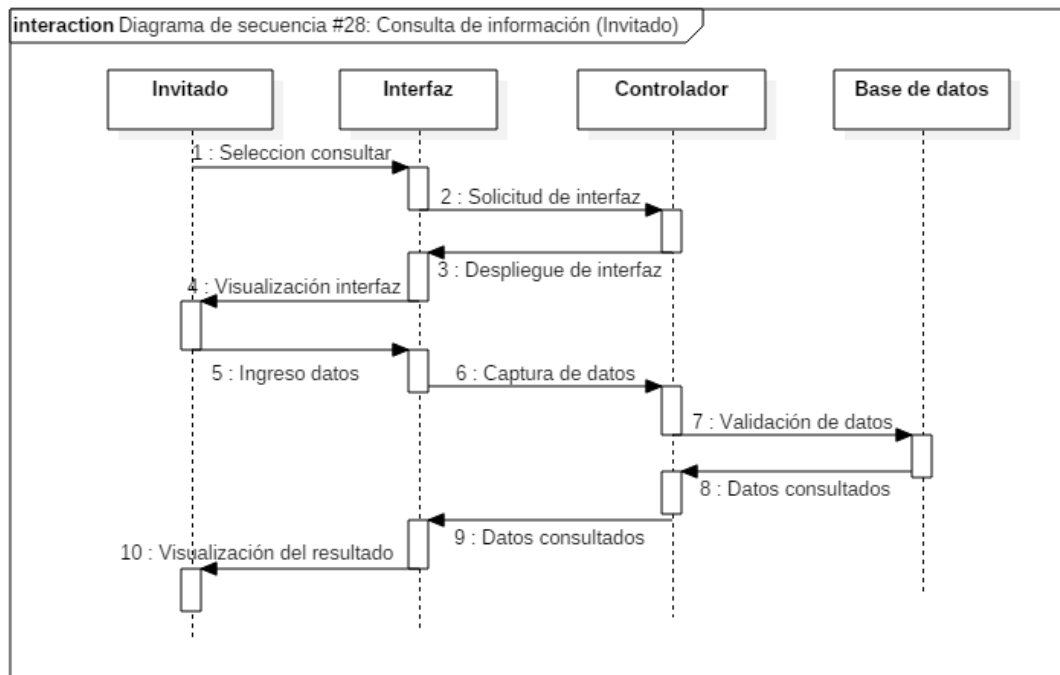 interaction Diagrama de secuencia #28: Consulta de información (Invitado)
Invitado
Interfaz
Controlador
Base de datos
1 : Seleccion consultar
2 : Solicitud de interfaz
3 : Despliegue de interfaz
4 : Visualización interfaz
5 : Ingreso datos
6 : Captura de datos
7 : Validación de datos
8 : Datos consultados
9 : Datos consultados
10 : Visualización del resultado